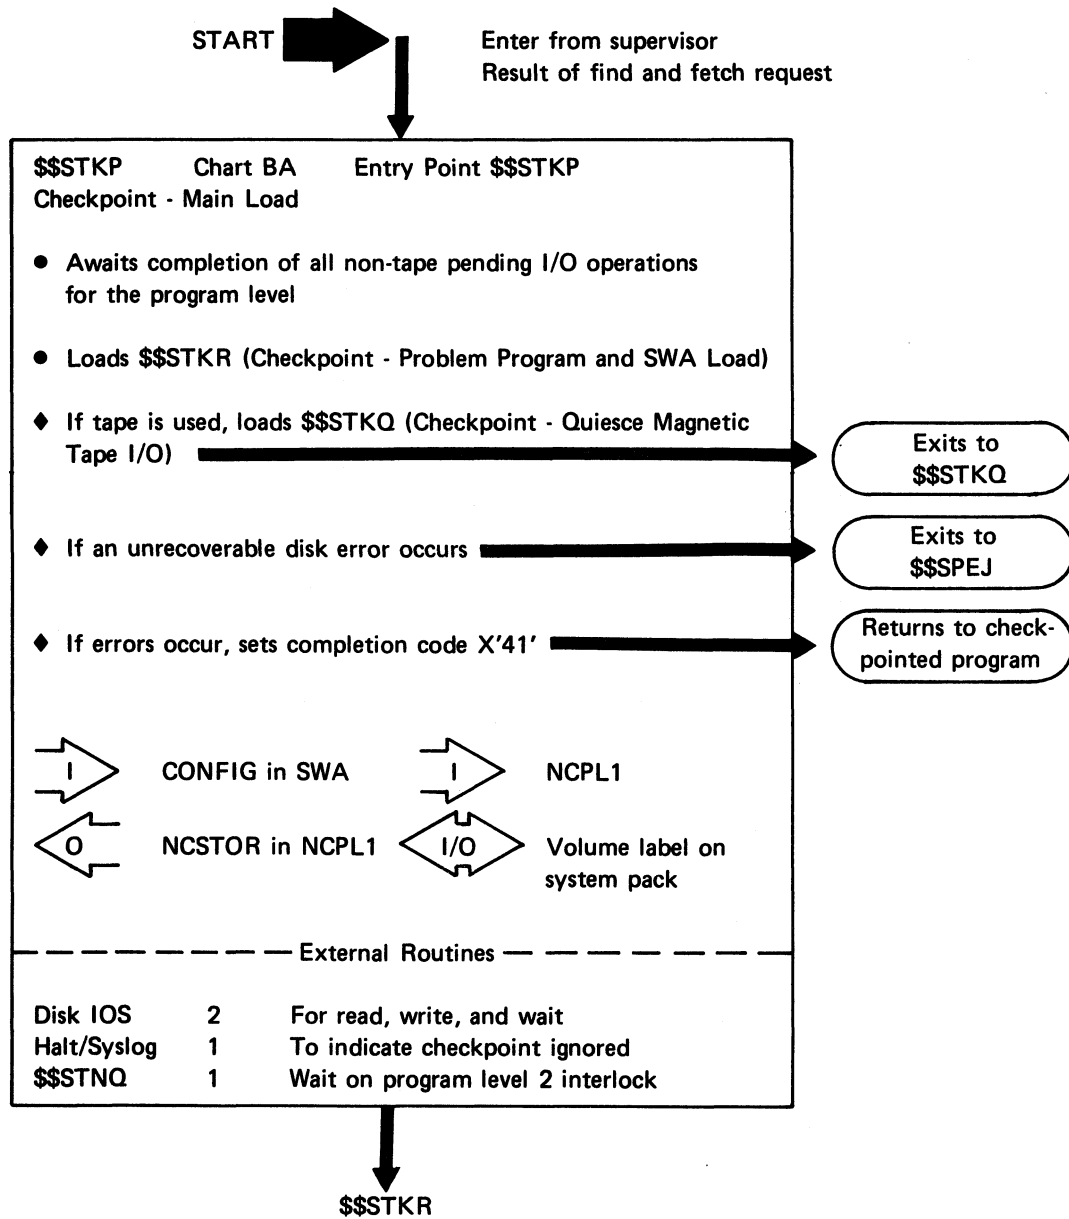 START
Enter from supervisor
Result of find and fetch request
$$STKP Chart BA Entry Point $$STKP
Checkpoint - Main Load
● Awaits completion of all non-tape pending I/O operations
for the program level
● Loads $$STKR (Checkpoint - Problem Program and SWA Load)
♦ If tape is used, loads $$STKQ (Checkpoint - Quiesce Magnetic
Tape I/O)
Exits to
$$STKQ
♦ If an unrecoverable disk error occurs
Exits to
$$SPEJ
♦ If errors occur, sets completion code X'41'
Returns to check-
pointed program
I CONFIG in SWA
I NCPL1
O NCSTOR in NCPL1
I/O Volume label on
system pack
External Routines
Disk IOS 2 For read, write, and wait
Halt/Syslog 1 To indicate checkpoint ignored
$$STNQ 1 Wait on program level 2 interlock
$$STKR